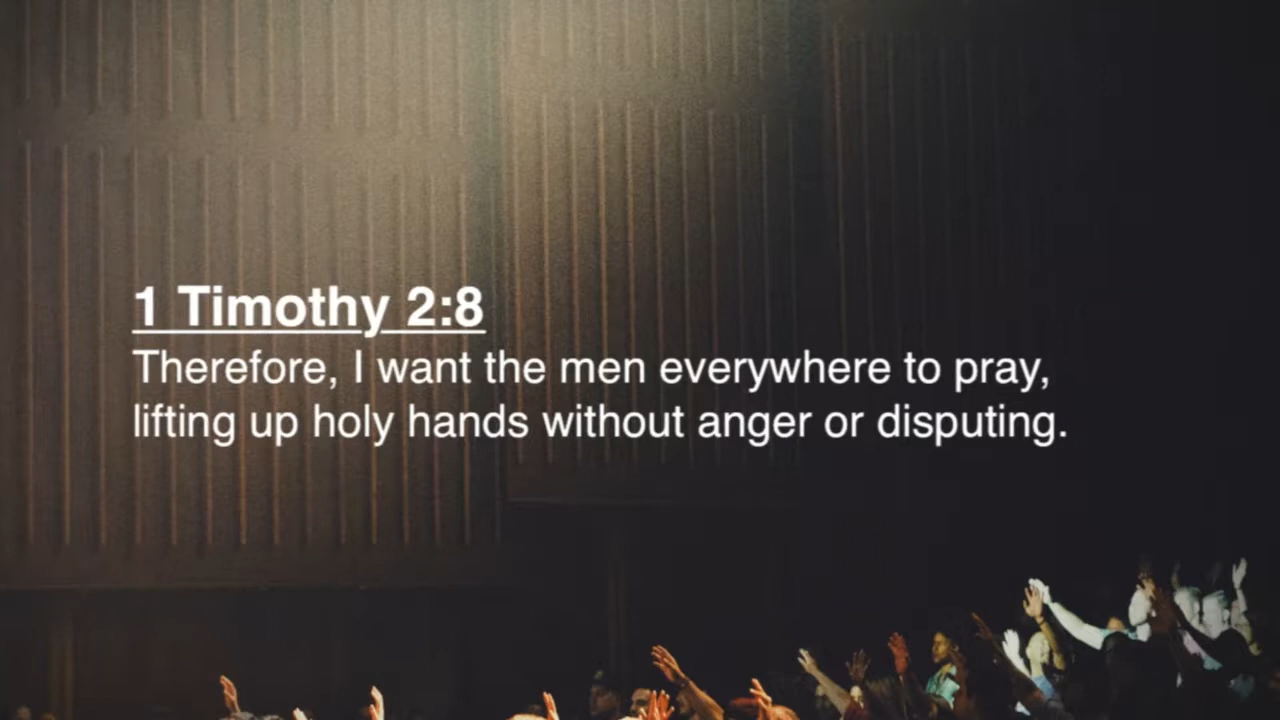 1 Timothy 2:8
Therefore, I want the men everywhere to pray,
lifting up holy hands without anger or disputing.